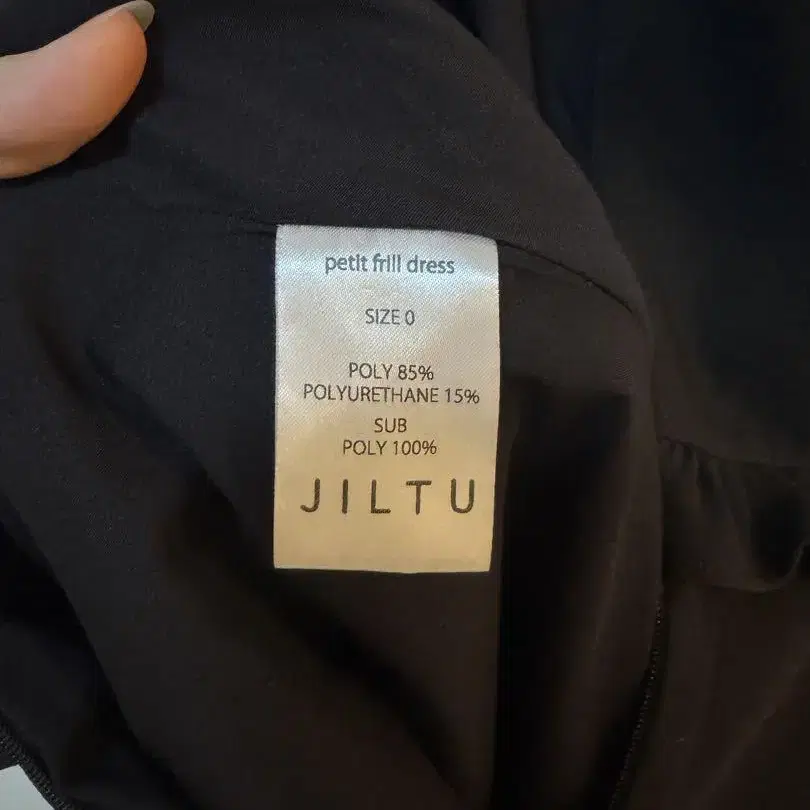 petit frill dress
SIZE 0
POLY 85%
POLYURETHANE 15%
SUB
POLY 100%
JILTU